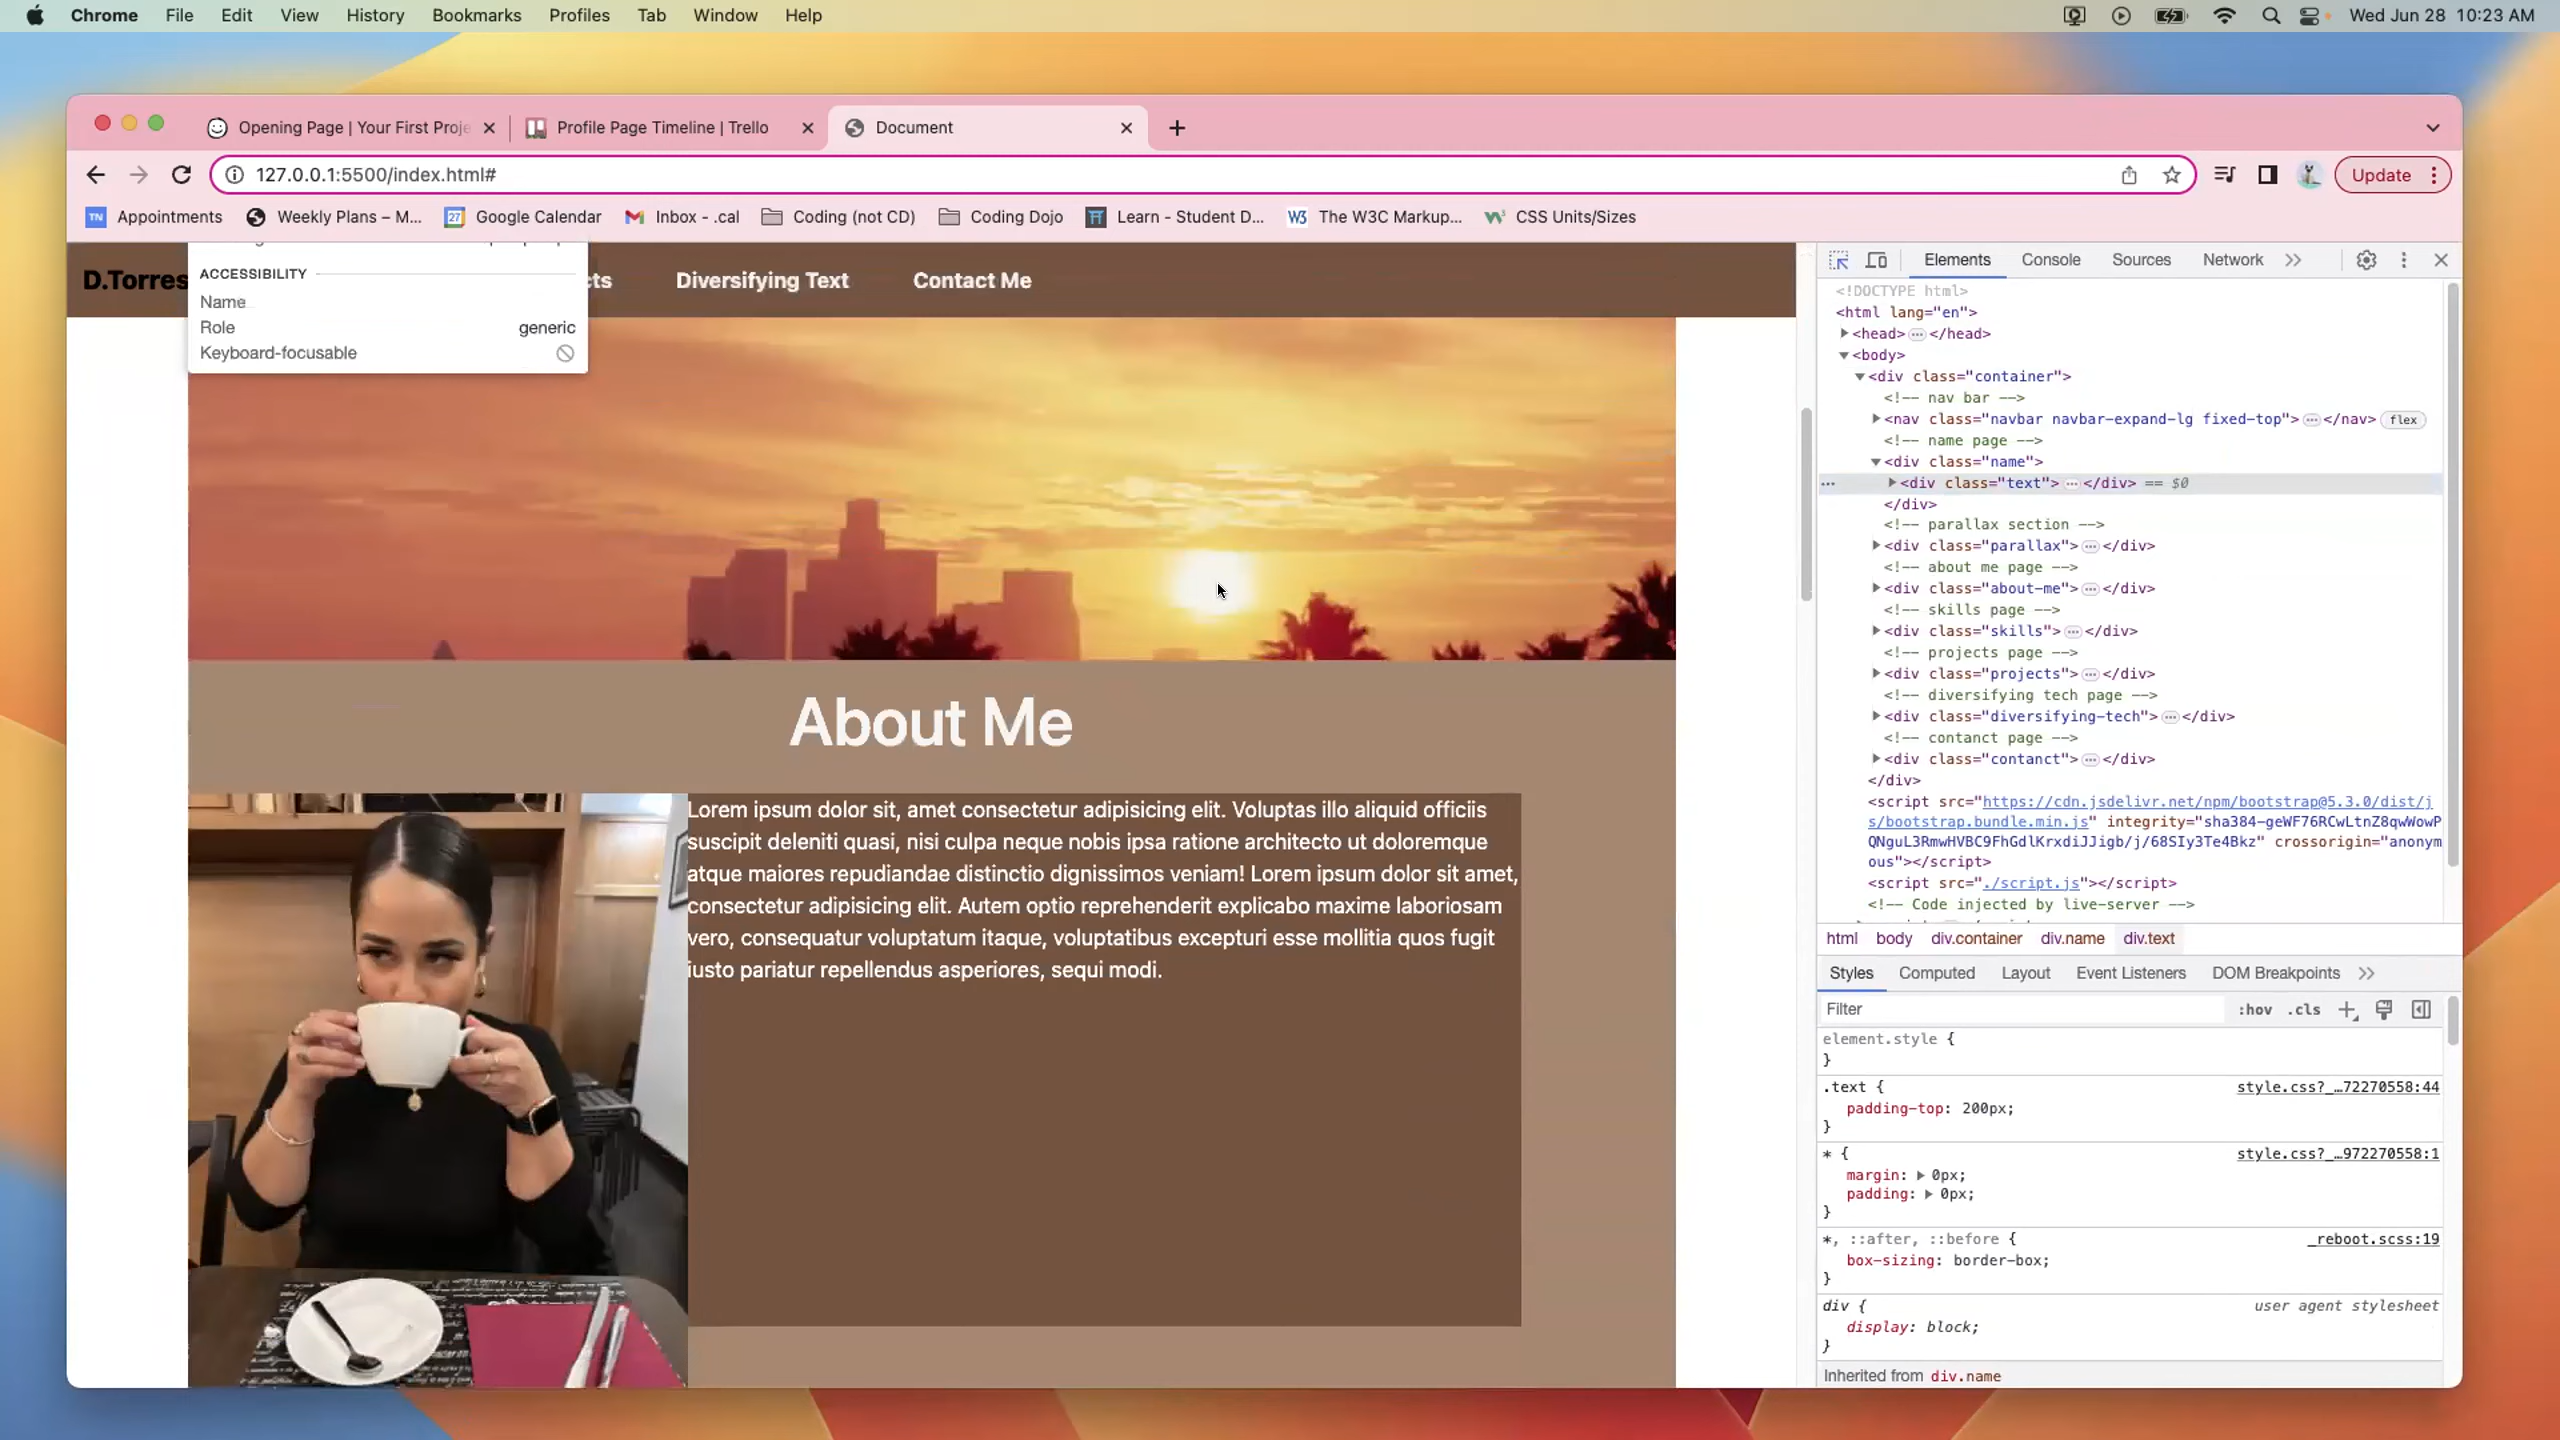 Chrome File Edit View History Bookmarks Profiles Tab Window Help Wed Jun 28 10:23 AM
Opening Page | Your First Proje Profile Page Timeline | Trello Document
127.0.0.1:5500/index.html# Update
TN Appointments Weekly Plans – M... 27 Google Calendar Inbox - .cal Coding (not CD) Coding Dojo Learn - Student D... W3 The W3C Markup... CSS Units/Sizes
D.Torres cts Diversifying Text Contact Me
ACCESSIBILITY
Name
Role generic
Keyboard-focusable
About Me
Lorem ipsum dolor sit, amet consectetur adipisicing elit. Voluptas illo aliquid officiis
suscipit deleniti quasi, nisi culpa neque nobis ipsa ratione architecto ut doloremque
atque maiores repudiandae distinctio dignissimos veniam! Lorem ipsum dolor sit amet,
consectetur adipisicing elit. Autem optio reprehenderit explicabo maxime laboriosam
vero, consequatur voluptatum itaque, voluptatibus excepturi esse mollitia quos fugit
iusto pariatur repellendus asperiores, sequi modi.
Elements Console Sources Network
<!DOCTYPE html>
<html lang="en">
<head>…</head>
<body>
<div class="container">
<!-- nav bar -->
<nav class="navbar navbar-expand-lg fixed-top">…</nav> flex
<!-- name page -->
<div class="name">
<div class="text">…</div> == $0
</div>
<!-- parallax section -->
<div class="parallax">…</div>
<!-- about me page -->
<div class="about-me">…</div>
<!-- skills page -->
<div class="skills">…</div>
<!-- projects page -->
<div class="projects">…</div>
<!-- diversifying tech page -->
<div class="diversifying-tech">…</div>
<!-- contanct page -->
<div class="contanct">…</div>
</div>
<script src="https://cdn.jsdelivr.net/npm/bootstrap@5.3.0/dist/j
s/bootstrap.bundle.min.js" integrity="sha384-geWF76RCwLtnZ8qwWowP
QNguL3RmwHVBC9FhGdlKrxdiJJigb/j/68SIy3Te4Bkz" crossorigin="anonym
ous"></script>
<script src="./script.js"></script>
<!-- Code injected by live-server -->
html body div.container div.name div.text
Styles Computed Layout Event Listeners DOM Breakpoints
Filter :hov .cls
element.style {
}
.text { style.css?_…72270558:44
padding-top: 200px;
}
* { style.css?_…972270558:1
margin: 0px;
padding: 0px;
}
*, ::after, ::before { _reboot.scss:19
box-sizing: border-box;
}
div { user agent stylesheet
display: block;
}
Inherited from div.name